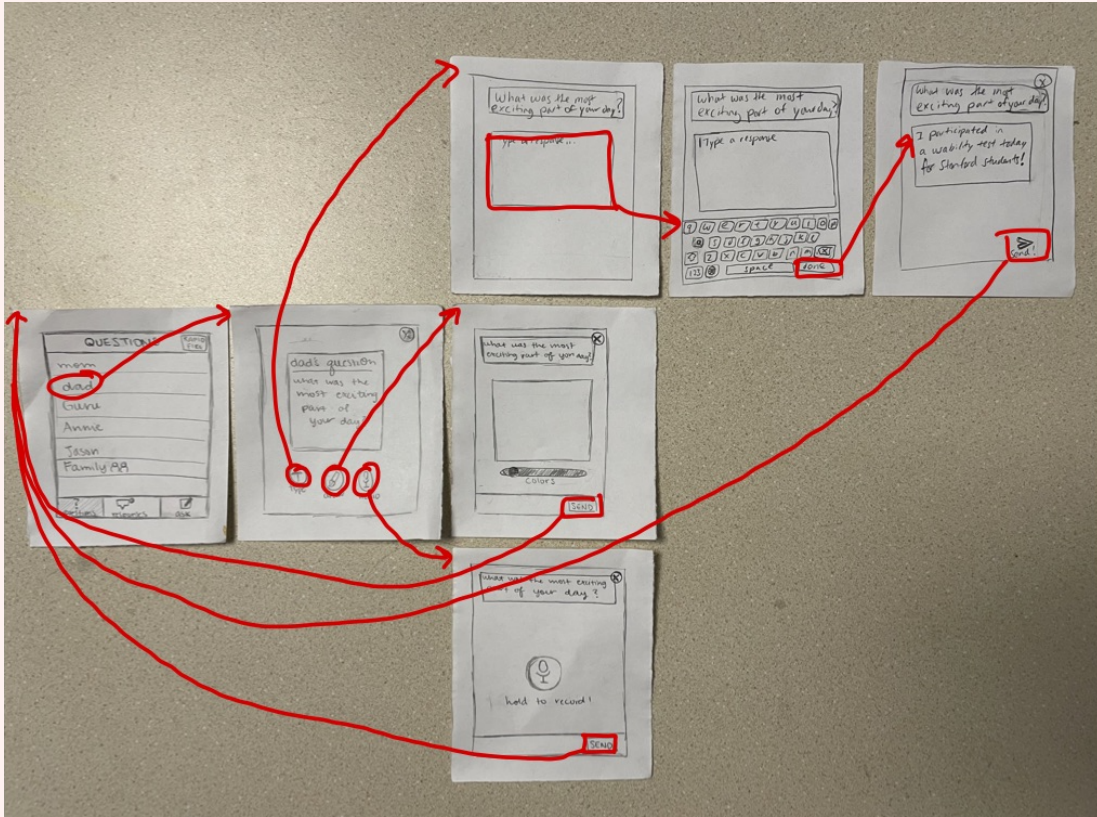 What was the most
exciting part of your day?
What was the most
exciting part of your day?
Type a response
q w e r t y u i o p
space
done
123
X
What was the most
exciting part of your day?
I participated in
a usability test today
for Stanford students!
Send!
QUESTIONS
mom
dad
Guru
Annie
Jason
Family
ask
dad's question
what was the
most exciting
part of
your day?
type
X
what was the most
exciting part of your day?
colors
SEND
X
what was the most exciting
part of your day?
hold to record!
SEND